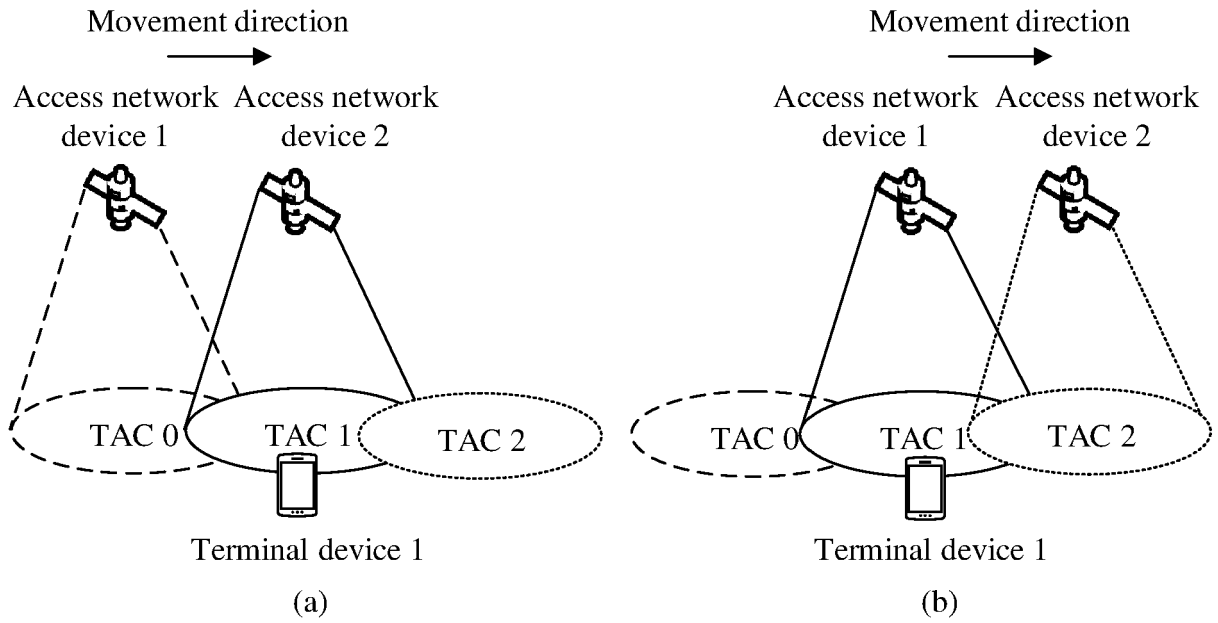 Movement direction
Access network
device 1
Access network
device 2
TAC 0
TAC 1
TAC 2
Terminal device 1
(a)
Movement direction
Access network
device 1
Access network
device 2
TAC 0
TAC 1
TAC 2
Terminal device 1
(b)